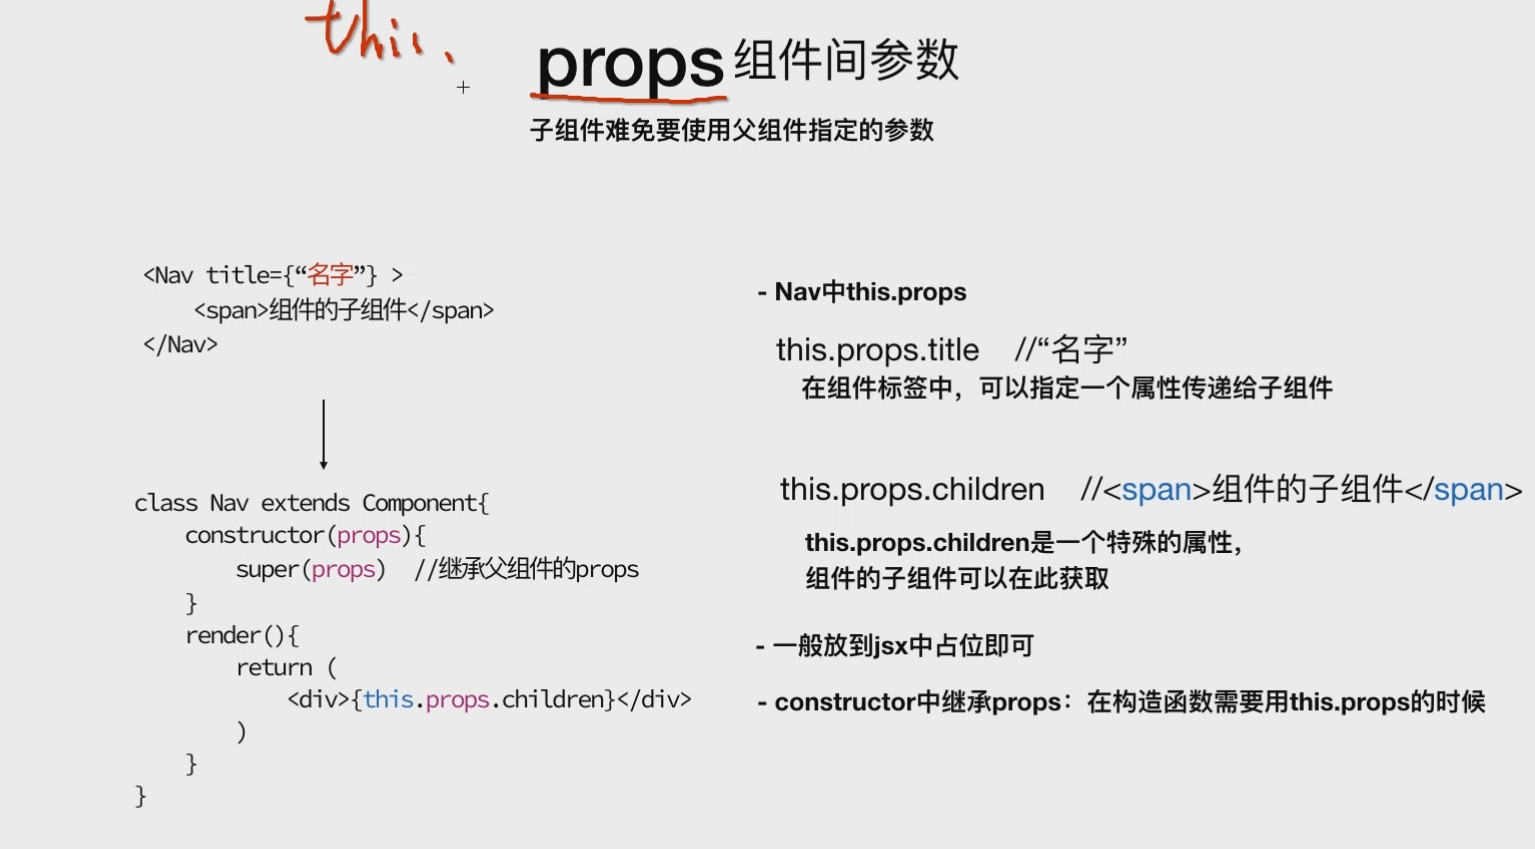 this.
props 组件间参数
子组件难免要使用父组件指定的参数
<Nav title={“名字”} >
<span>组件的子组件</span>
</Nav>
class Nav extends Component{
constructor(props){
super(props) //继承父组件的props
}
render(){
return (
<div>{this.props.children}</div>
)
}
}
- Nav中this.props
this.props.title //“名字”
在组件标签中，可以指定一个属性传递给子组件
this.props.children //<span>组件的子组件</span>
this.props.children是一个特殊的属性，
组件的子组件可以在此获取
- 一般放到jsx中占位即可
- constructor中继承props：在构造函数需要用this.props的时候